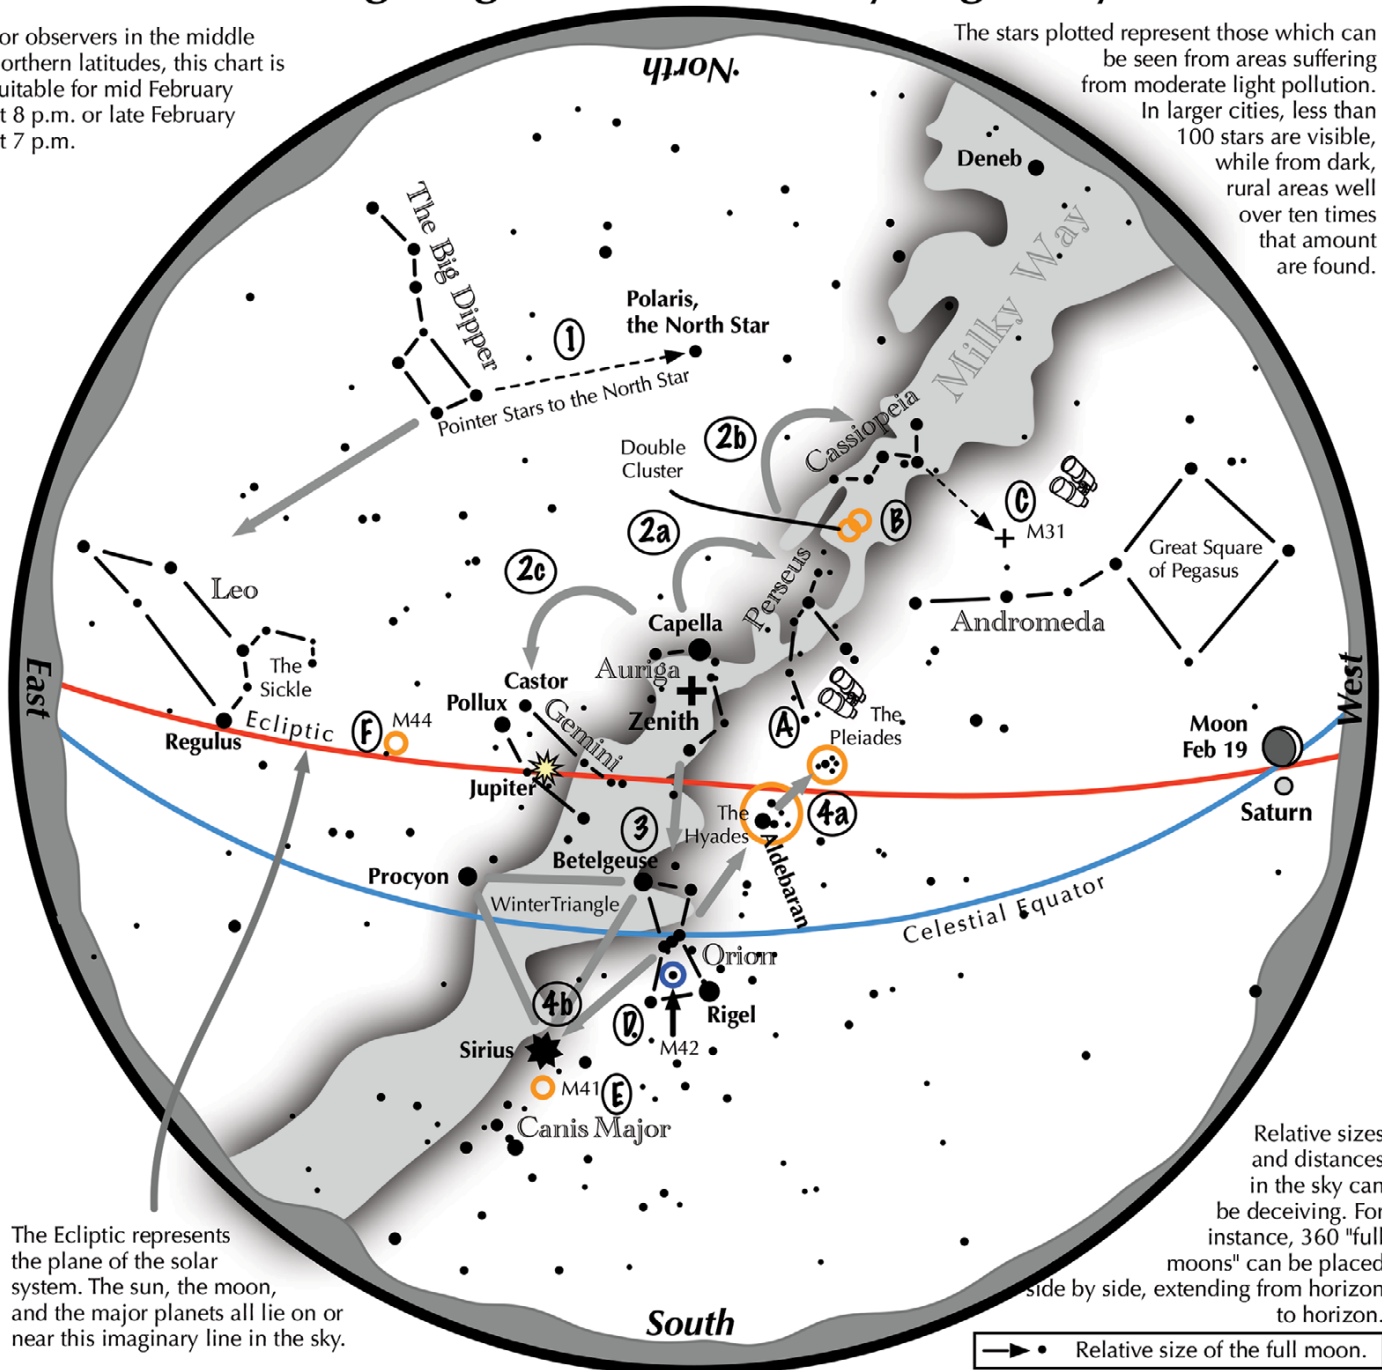 or observers in the middle
orthern latitudes, this chart is
uitable for mid February
t 8 p.m. or late February
t 7 p.m.
The stars plotted represent those which can
be seen from areas suffering
from moderate light pollution.
In larger cities, less than
100 stars are visible,
while from dark,
rural areas well
over ten times
that amount
are found.
North
Deneb
Milky Way
The Big Dipper
Polaris,
the North Star
1
Pointer Stars to the North Star
2b
Cassiopeia
Double
Cluster
B
C
M31
2a
2c
Great Square
of Pegasus
Leo
Perseus
Andromeda
Capella
Auriga
The
Sickle
East
West
Castor
Pollux
Gemini
Zenith
A
The
Pleiades
Regulus
Ecliptic
F
M44
Moon
Feb 19
Saturn
Jupiter
3
The
Hyades
4a
Aldebaran
Betelgeuse
Procyon
WinterTriangle
Celestial Equator
Orion
4b
D
Rigel
Sirius
M42
M41
E
Canis Major
The Ecliptic represents
the plane of the solar
system. The sun, the moon,
and the major planets all lie on or
near this imaginary line in the sky.
South
Relative sizes
and distances
in the sky can
be deceiving. For
instance, 360 "full
moons" can be placed
side by side, extending from horizon
to horizon.
Relative size of the full moon.